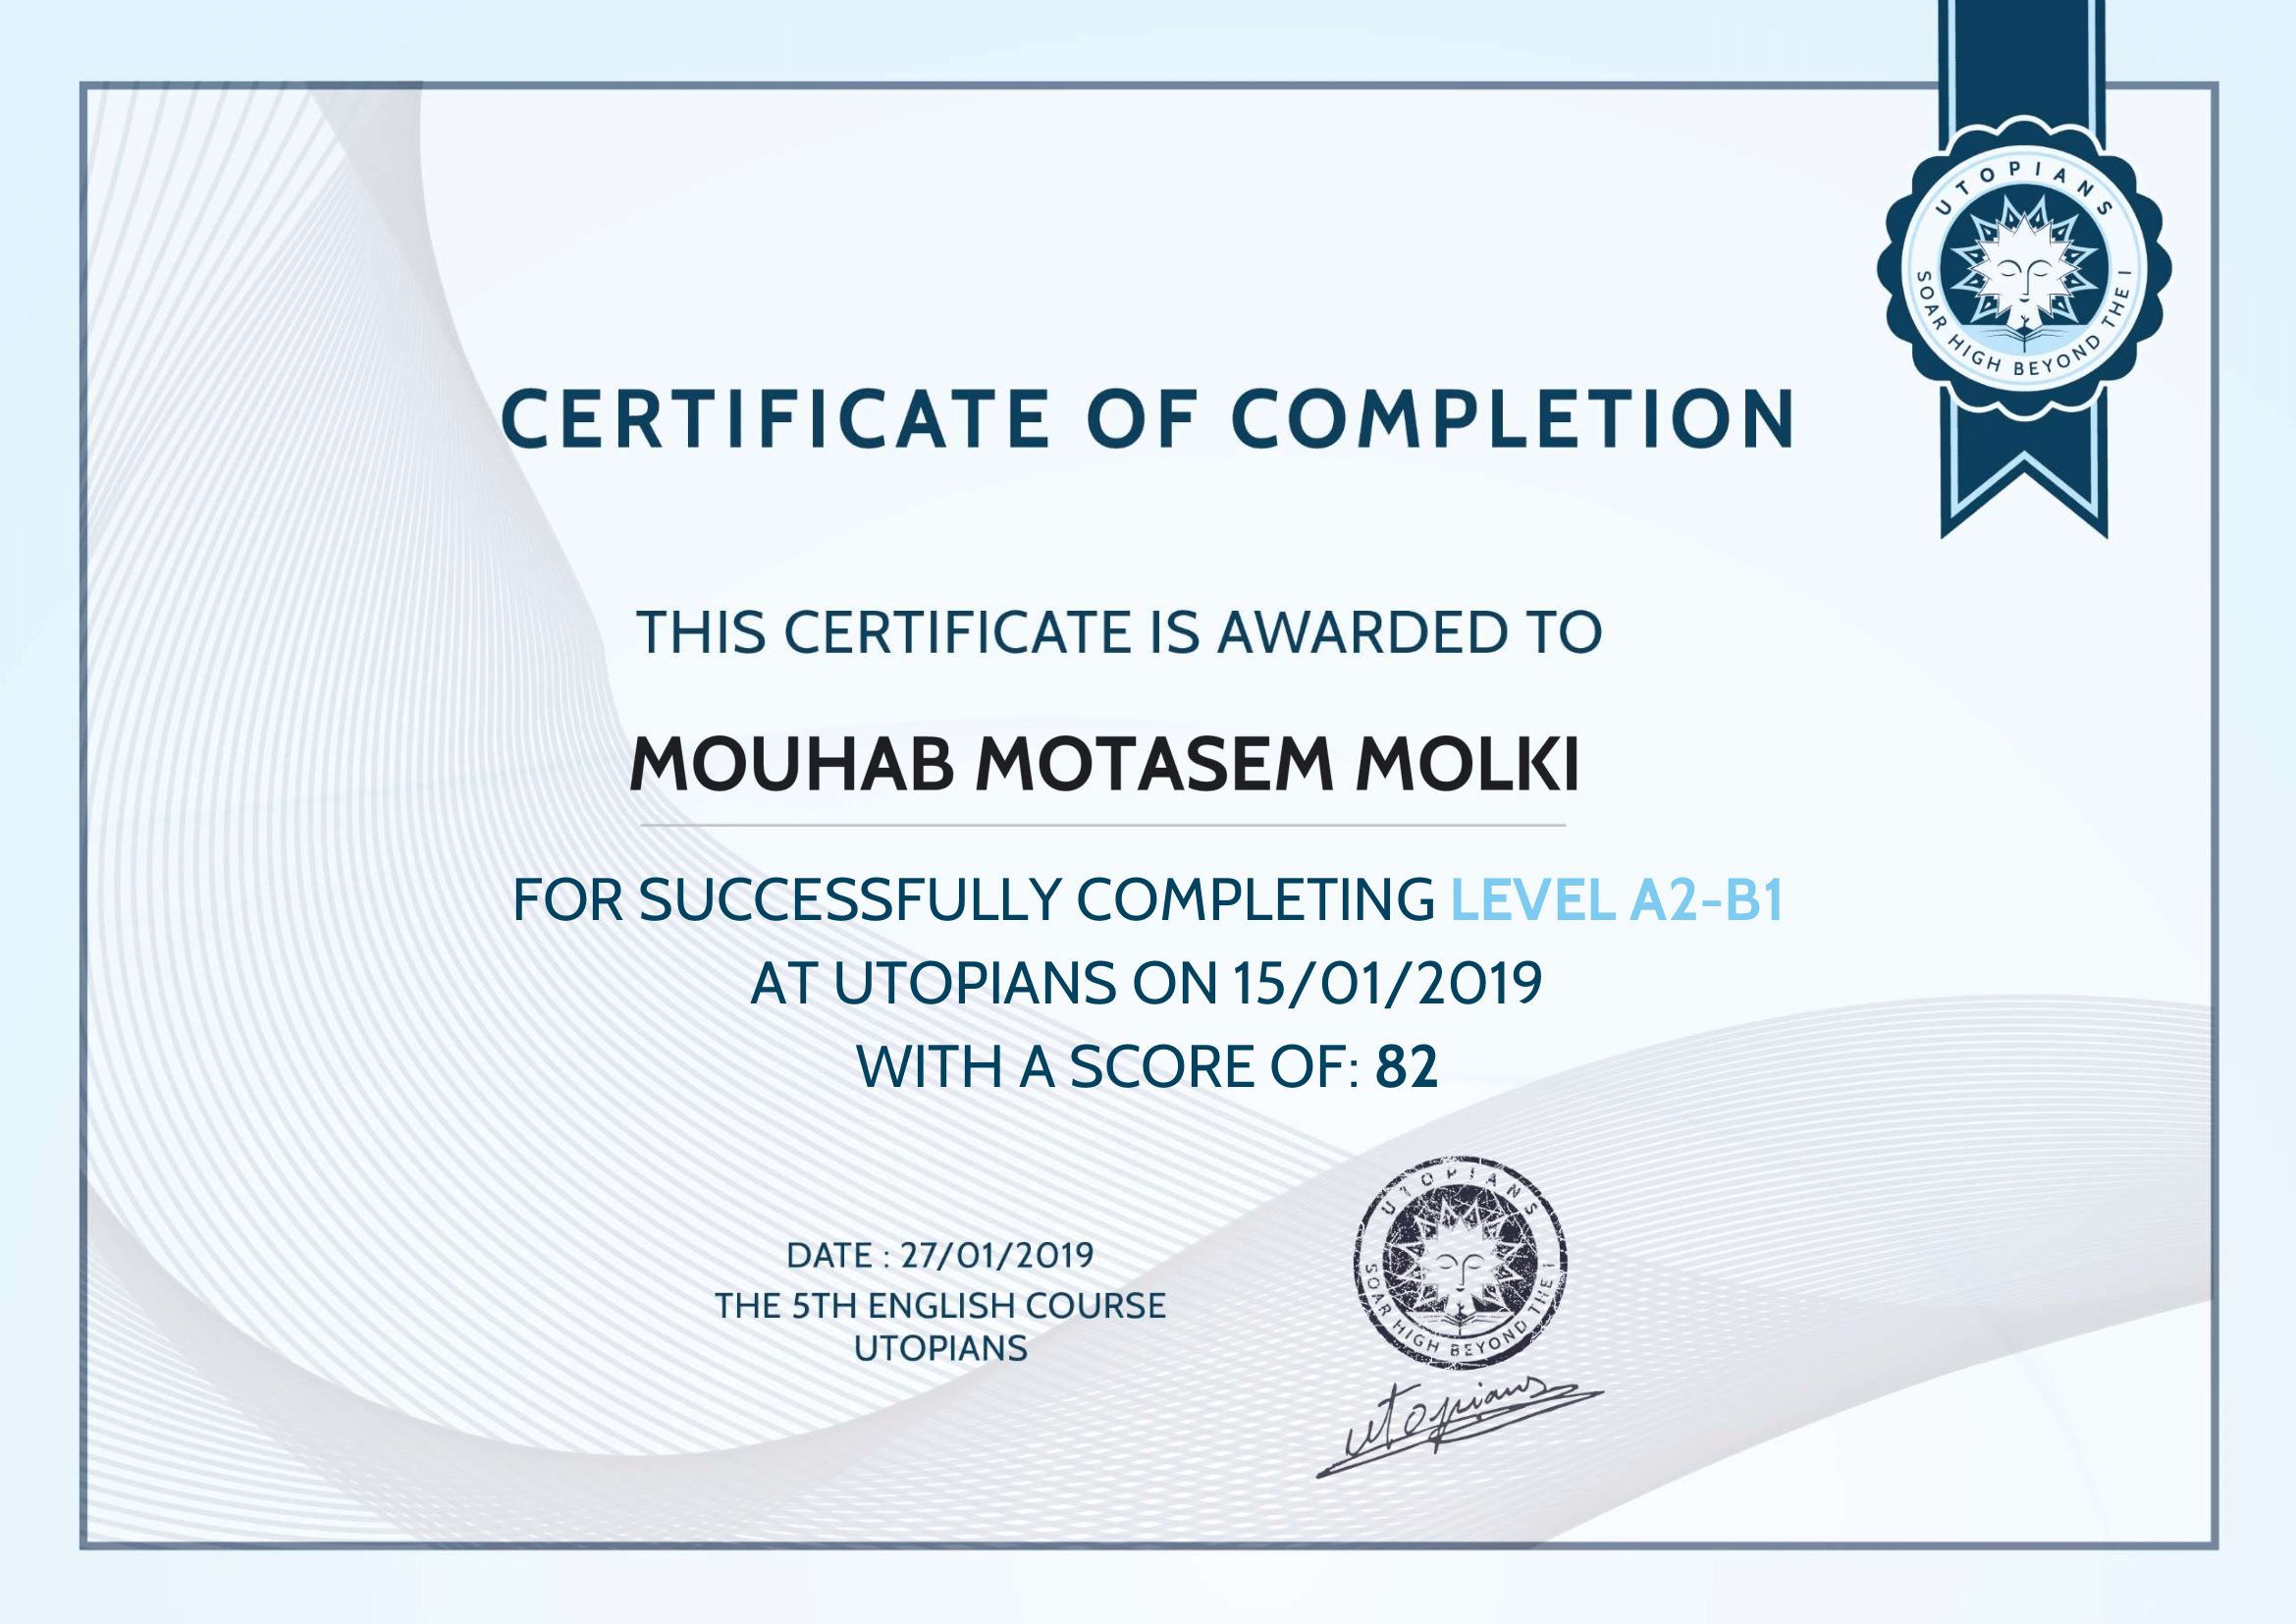 UTOPIANS
SOAR HIGH BEYOND THE I
CERTIFICATE OF COMPLETION
THIS CERTIFICATE IS AWARDED TO
MOUHAB MOTASEM MOLKI
FOR SUCCESSFULLY COMPLETING LEVEL A2-B1
AT UTOPIANS ON 15/01/2019
WITH A SCORE OF: 82
DATE : 27/01/2019
THE 5TH ENGLISH COURSE
UTOPIANS
UTOPIANS
SOAR HIGH BEYOND THE I
utopians